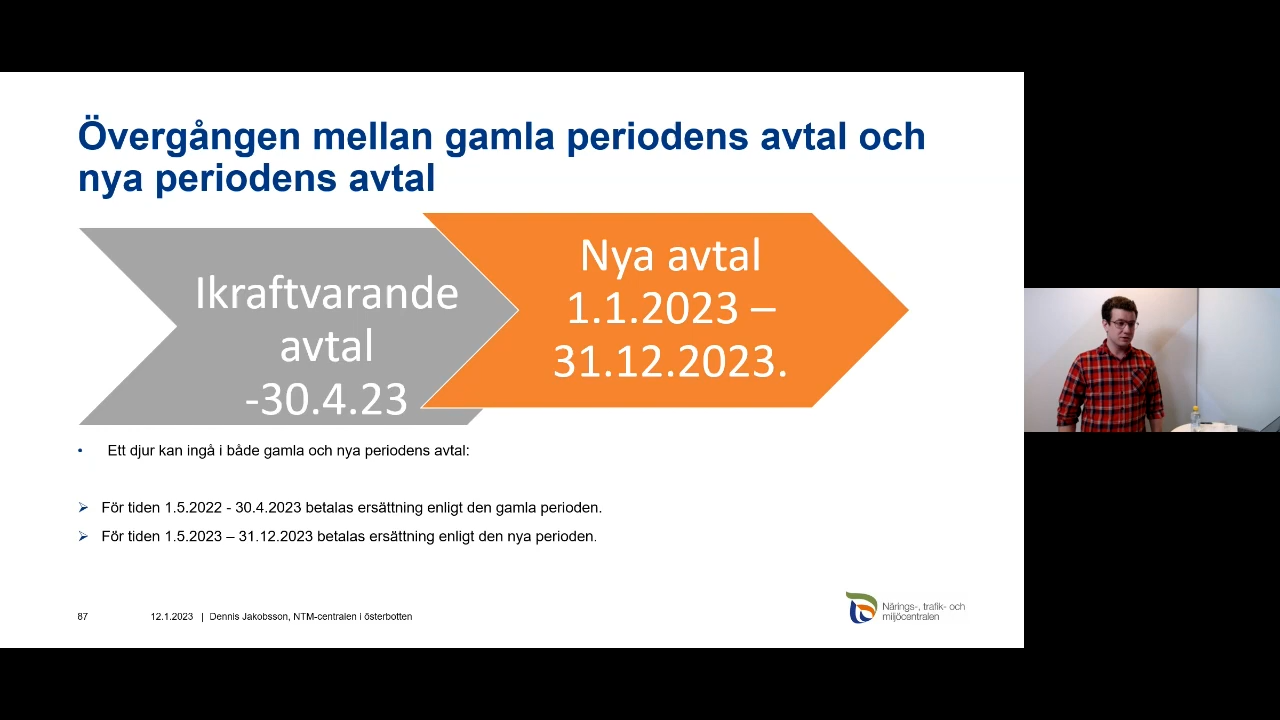 Övergången mellan gamla periodens avtal och
nya periodens avtal
Ikraftvarande
avtal
-30.4.23
Nya avtal
1.1.2023 –
31.12.2023.
• Ett djur kan ingå i både gamla och nya periodens avtal:
➢ För tiden 1.5.2022 - 30.4.2023 betalas ersättning enligt den gamla perioden.
➢ För tiden 1.5.2023 – 31.12.2023 betalas ersättning enligt den nya perioden.
87 12.1.2023 | Dennis Jakobsson, NTM-centralen i österbotten
Närings-, trafik- och
miljöcentralen